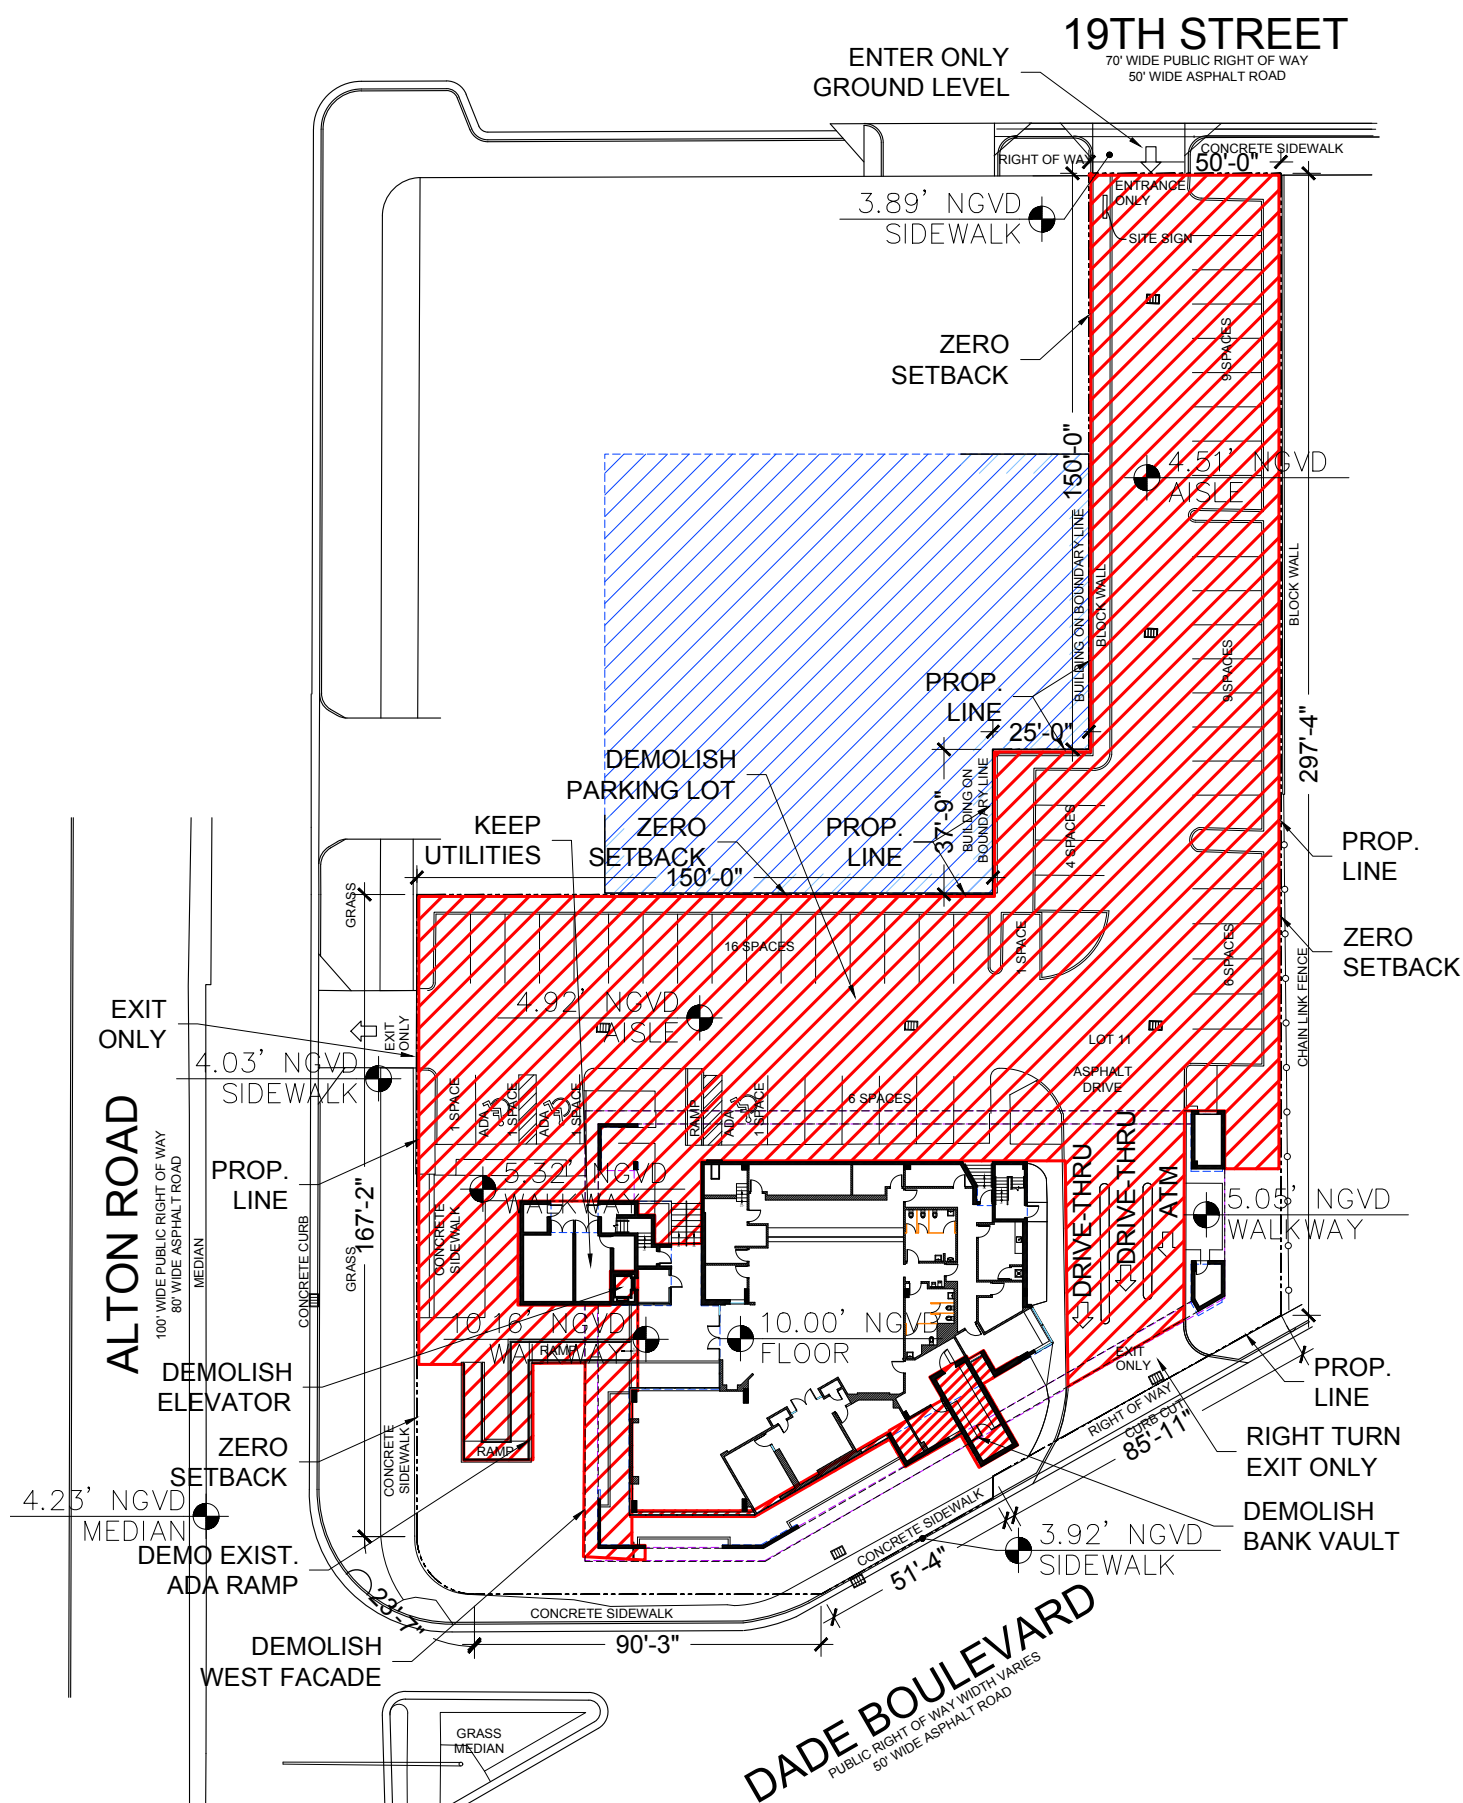 19TH STREET
70' WIDE PUBLIC RIGHT OF WAY
50' WIDE ASPHALT ROAD
ENTER ONLY
GROUND LEVEL
RIGHT OF WAY
CONCRETE SIDEWALK
50'-0"
ENTRANCE
ONLY
SITE SIGN
3.89' NGVD
SIDEWALK
ZERO
SETBACK
9 SPACES
150'-0"
4.51' NGVD
AISLE
BUILDING ON BOUNDARY LINE
BLOCK WALL
BLOCK WALL
9 SPACES
PROP.
LINE
25'-0"
297'-4"
DEMOLISH
PARKING LOT
BUILDING ON
BOUNDARY LINE
37'-9"
4 SPACES
KEEP
UTILITIES
ZERO
SETBACK
PROP.
LINE
150'-0"
PROP.
LINE
GRASS
16 SPACES
1 SPACE
6 SPACES
ZERO
SETBACK
CHAIN LINK FENCE
EXIT
ONLY
EXIT
ONLY
4.92' NGVD
AISLE
LOT 11
ASPHALT
DRIVE
4.03' NGVD
SIDEWALK
1 SPACE
ADA
1 SPACE
ADA
1 SPACE
RAMP
ADA
1 SPACE
6 SPACES
ALTON ROAD
100' WIDE PUBLIC RIGHT OF WAY
80' WIDE ASPHALT ROAD
MEDIAN
PROP.
LINE
5.32' NGVD
WALKWAY
DRIVE-THRU
DRIVE-THRU
ATM
5.05' NGVD
WALKWAY
CONCRETE CURB
GRASS
167'-2"
CONCRETE
SIDEWALK
10.16' NGVD
WALKWAY
RAMP
10.00' NGVD
FLOOR
EXIT
ONLY
DEMOLISH
ELEVATOR
PROP.
LINE
RIGHT OF WAY
CURB CUT
85'-11"
ZERO
SETBACK
CONCRETE
SIDEWALK
RAMP
RIGHT TURN
EXIT ONLY
4.23' NGVD
MEDIAN
DEMOLISH
BANK VAULT
DEMO EXIST.
ADA RAMP
CONCRETE SIDEWALK
3.92' NGVD
SIDEWALK
51'-4"
23'-7"
CONCRETE SIDEWALK
90'-3"
DEMOLISH
WEST FACADE
DADE BOULEVARD
PUBLIC RIGHT OF WAY WIDTH VARIES
50' WIDE ASPHALT ROAD
GRASS
MEDIAN